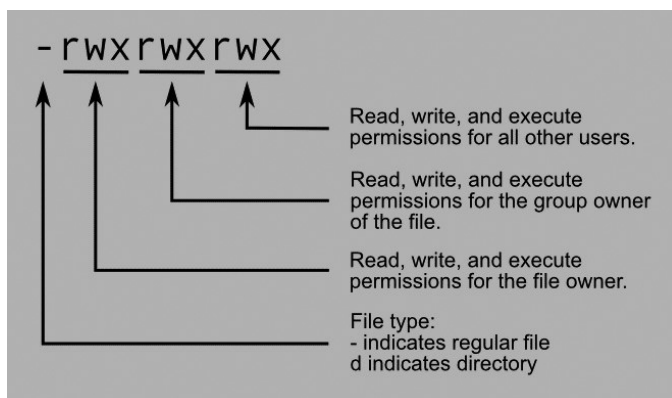 -rwxrwxrwx
Read, write, and execute
permissions for all other users.
Read, write, and execute
permissions for the group owner
of the file.
Read, write, and execute
permissions for the file owner.
File type:
- indicates regular file
d indicates directory